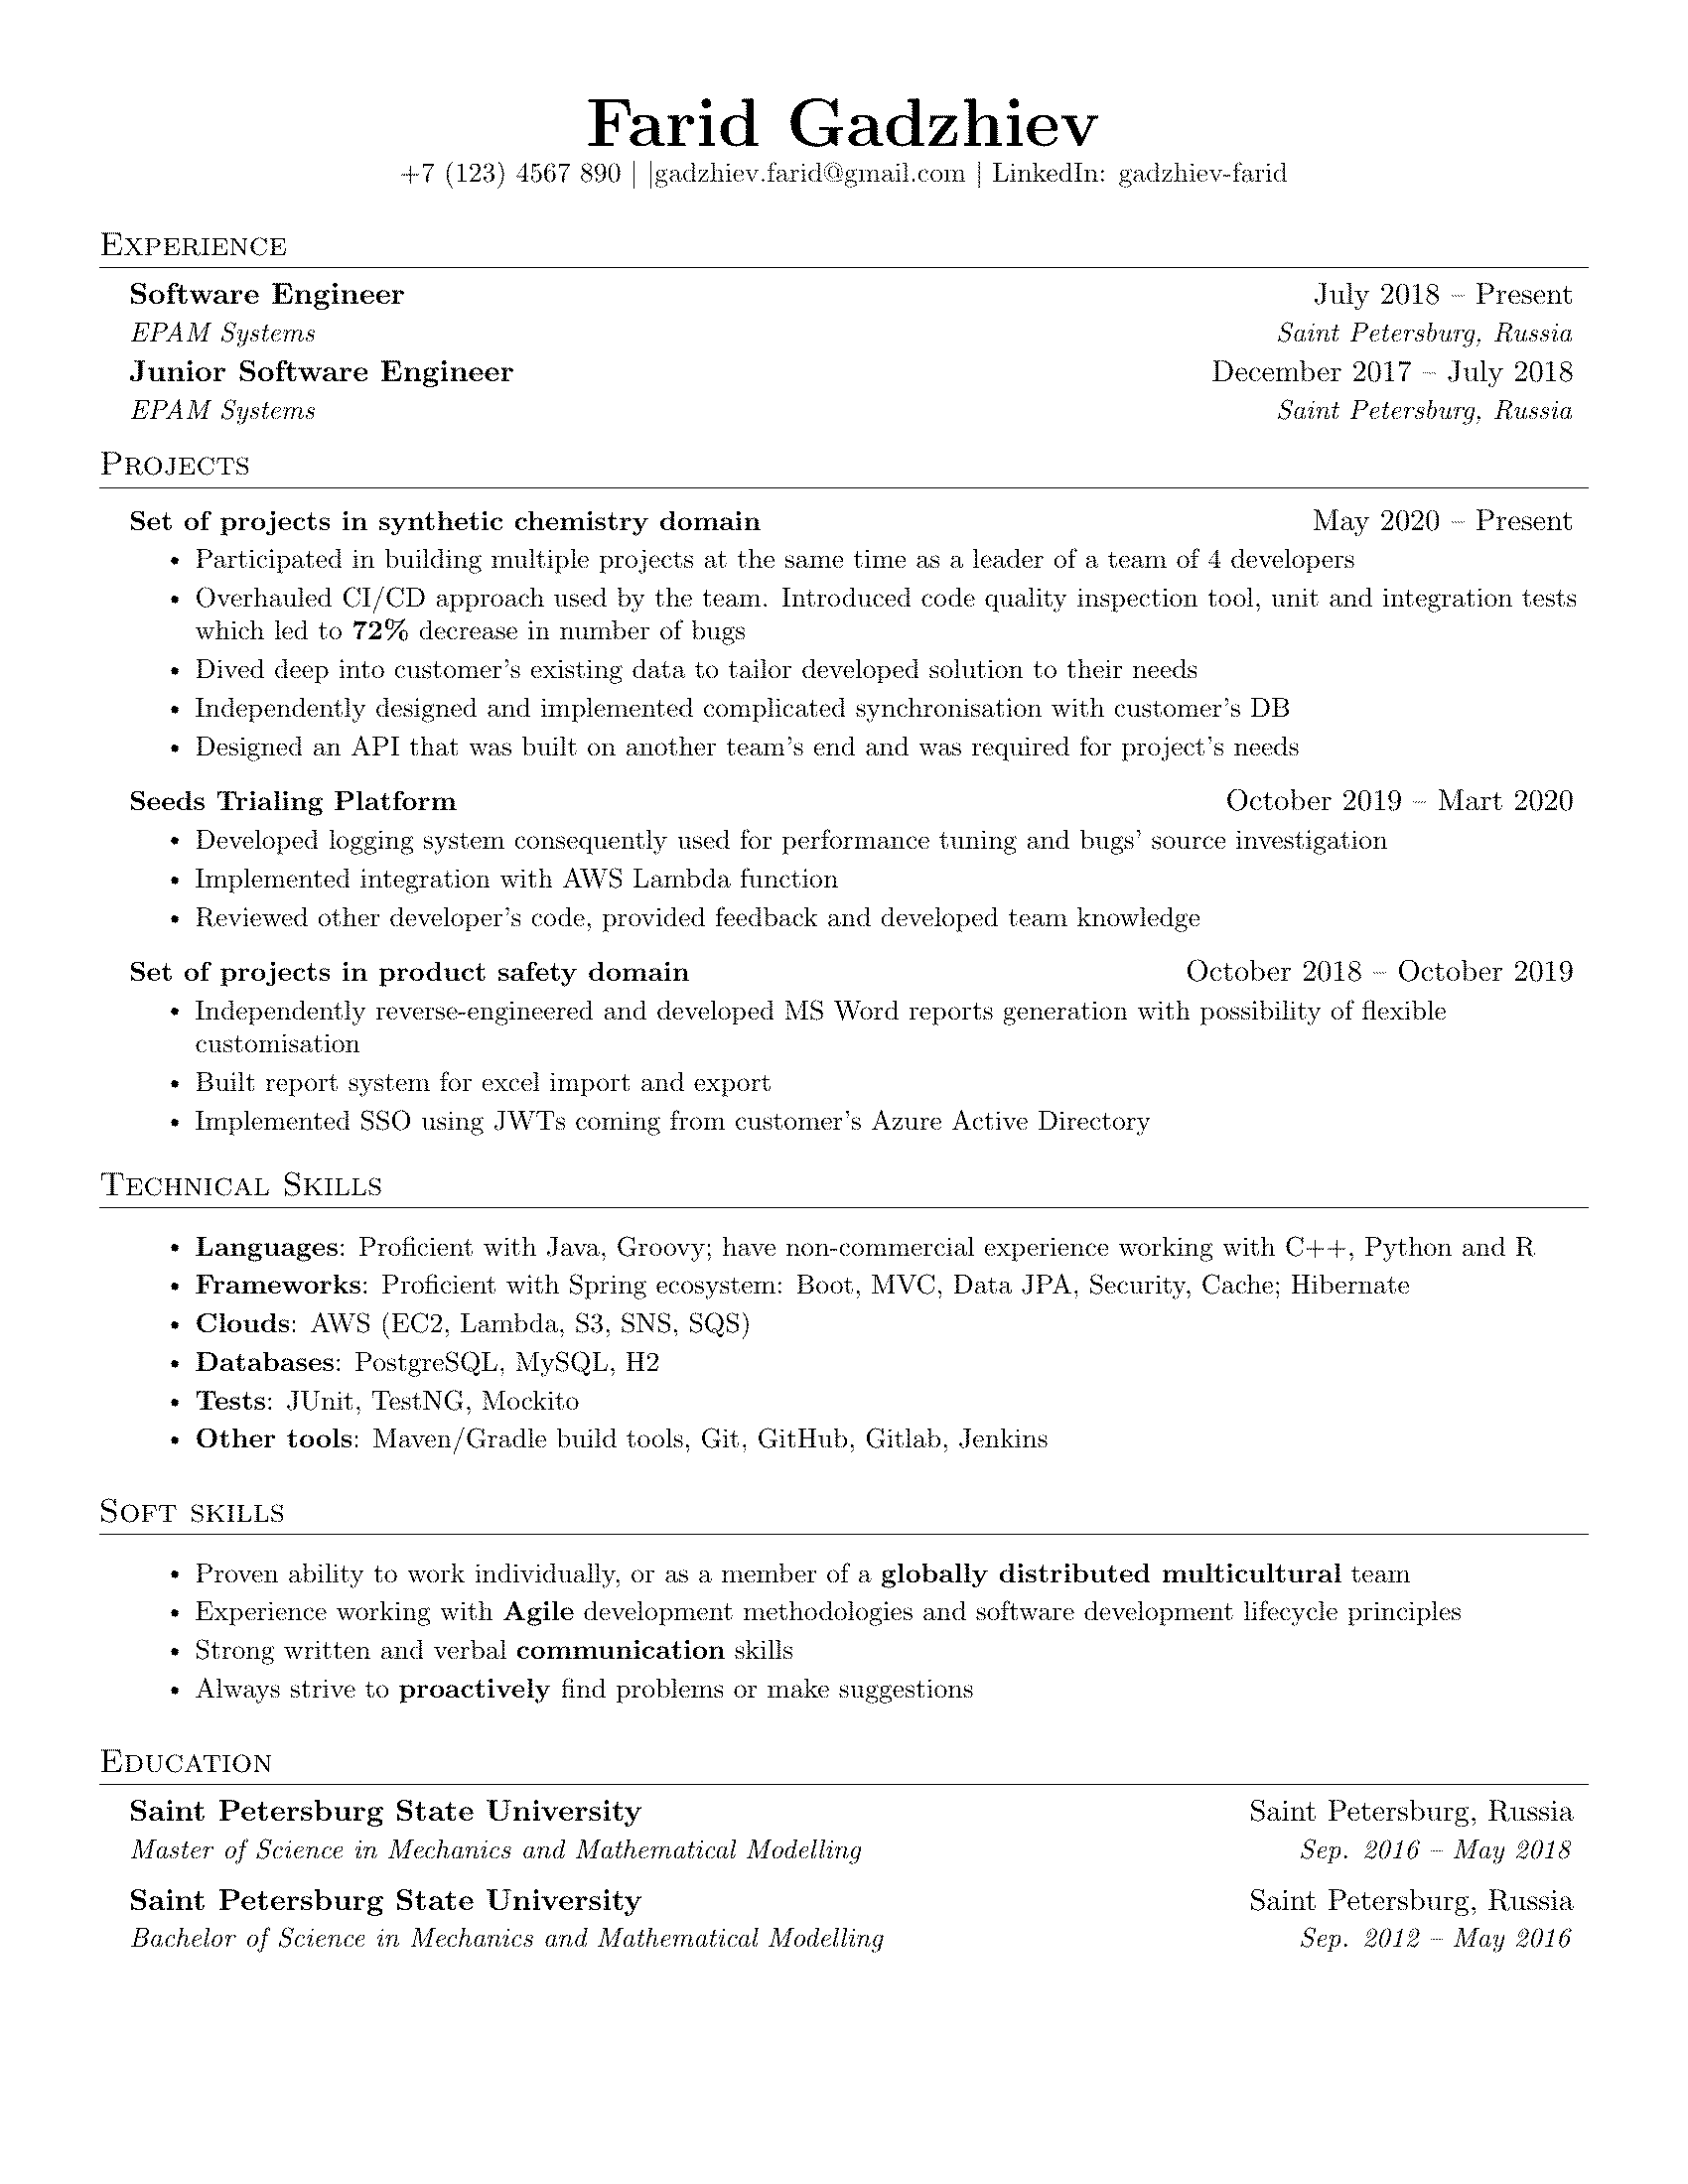 Farid Gadzhiev
+7 (123) 4567 890 | |gadzhiev.farid@gmail.com | LinkedIn: gadzhiev-farid
Experience
Software Engineer July 2018 – Present
EPAM Systems Saint Petersburg, Russia
Junior Software Engineer December 2017 – July 2018
EPAM Systems Saint Petersburg, Russia
Projects
Set of projects in synthetic chemistry domain May 2020 – Present
• Participated in building multiple projects at the same time as a leader of a team of 4 developers
• Overhauled CI/CD approach used by the team. Introduced code quality inspection tool, unit and integration tests
which led to 72% decrease in number of bugs
• Dived deep into customer's existing data to tailor developed solution to their needs
• Independently designed and implemented complicated synchronisation with customer's DB
• Designed an API that was built on another team's end and was required for project's needs
Seeds Trialing Platform October 2019 – Mart 2020
• Developed logging system consequently used for performance tuning and bugs' source investigation
• Implemented integration with AWS Lambda function
• Reviewed other developer's code, provided feedback and developed team knowledge
Set of projects in product safety domain October 2018 – October 2019
• Independently reverse-engineered and developed MS Word reports generation with possibility of flexible
customisation
• Built report system for excel import and export
• Implemented SSO using JWTs coming from customer's Azure Active Directory
Technical Skills
• Languages: Proficient with Java, Groovy; have non-commercial experience working with C++, Python and R
• Frameworks: Proficient with Spring ecosystem: Boot, MVC, Data JPA, Security, Cache; Hibernate
• Clouds: AWS (EC2, Lambda, S3, SNS, SQS)
• Databases: PostgreSQL, MySQL, H2
• Tests: JUnit, TestNG, Mockito
• Other tools: Maven/Gradle build tools, Git, GitHub, Gitlab, Jenkins
Soft skills
• Proven ability to work individually, or as a member of a globally distributed multicultural team
• Experience working with Agile development methodologies and software development lifecycle principles
• Strong written and verbal communication skills
• Always strive to proactively find problems or make suggestions
Education
Saint Petersburg State University Saint Petersburg, Russia
Master of Science in Mechanics and Mathematical Modelling Sep. 2016 – May 2018
Saint Petersburg State University Saint Petersburg, Russia
Bachelor of Science in Mechanics and Mathematical Modelling Sep. 2012 – May 2016